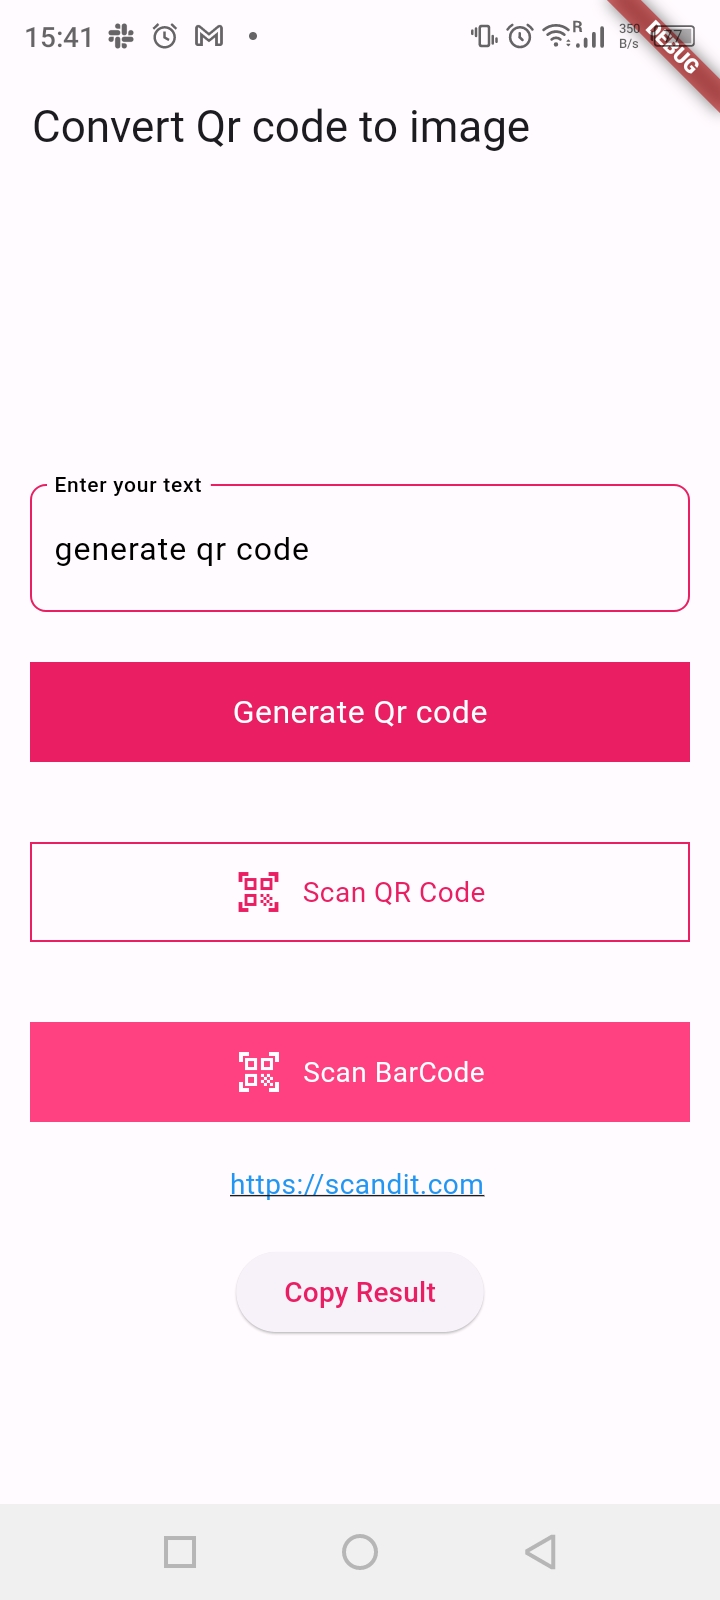 15:41
R
350
B/s
DEBUG
Convert Qr code to image
Enter your text
generate qr code
Generate Qr code
Scan QR Code
Scan BarCode
https://scandit.com
Copy Result